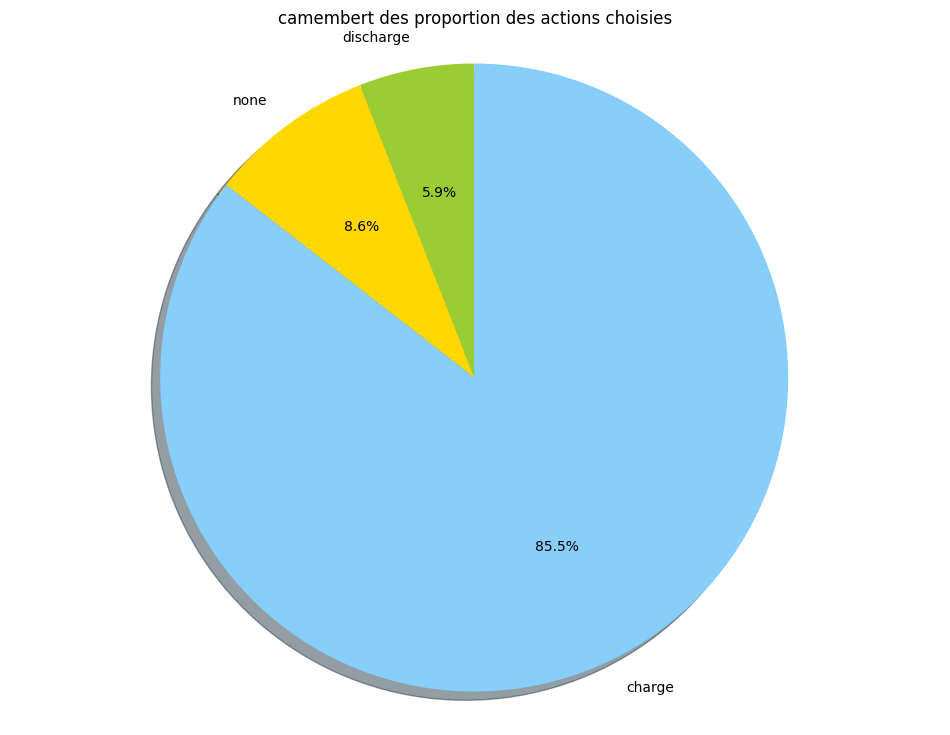 camembert des proportion des actions choisies
discharge
none
5.9%
8.6%
85.5%
charge